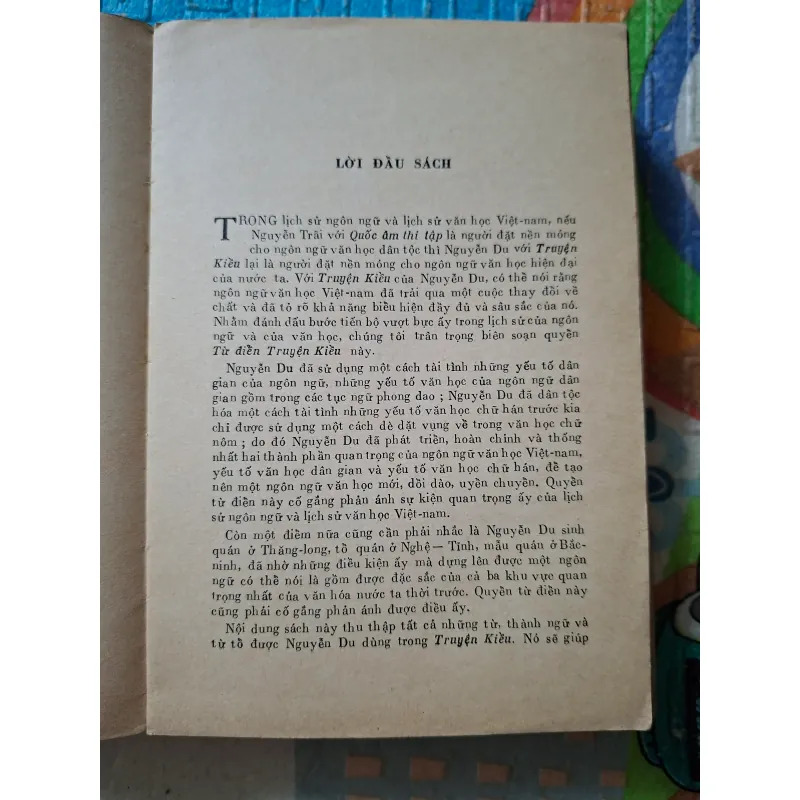 LỜI ĐẦU SÁCH
TRONG lịch sử ngôn ngữ và lịch sử văn học Việt-nam, nếu
Nguyễn Trãi với Quốc âm thi tập là người đặt nền móng
cho ngôn ngữ văn học dân tộc thì Nguyễn Du với Truyện
Kiều lại là người đặt nền móng cho ngôn ngữ văn học hiện đại
của nước ta. Với Truyện Kiều của Nguyễn Du, có thể nói rằng
ngôn ngữ văn học Việt-nam đã trải qua một cuộc thay đổi về
chất và đã tỏ rõ khả năng biểu hiện đầy đủ và sâu sắc của nó.
Nhằm đánh dấu bước tiến bộ vượt bực ấy trong lịch sử của ngôn
ngữ và của văn học, chúng tôi trân trọng biên soạn quyển
Từ điển Truyện Kiều này.
Nguyễn Du đã sử dụng một cách tài tình những yếu tố dân
gian của ngôn ngữ, những yếu tố văn học của ngôn ngữ dân
gian gồm trong các tục ngữ phong dao ; Nguyễn Du đã dân tộc
hóa một cách tài tình những yếu tố văn học chữ hán trước kia
chỉ được sử dụng một cách dè dặt vụng về trong văn học chữ
nôm ; do đó Nguyễn Du đã phát triển, hoàn chỉnh và thống
nhất hai thành phần quan trọng của ngôn ngữ văn học Việt-nam,
yếu tố văn học dân gian và yếu tố văn học chữ hán, để tạo
nên một ngôn ngữ văn học mới, dồi dào, uyển chuyển. Quyển
từ điển này cố gắng phản ánh sự kiện quan trọng ấy của lịch
sử ngôn ngữ và lịch sử văn học Việt-nam.
Còn một điểm nữa cũng cần phải nhắc là Nguyễn Du sinh
quán ở Thăng-long, tổ quán ở Nghệ — Tĩnh, mẫu quán ở Bắc-
ninh, đã nhờ những điều kiện ấy mà dựng lên được một ngôn
ngữ có thể nói là gồm được đặc sắc của cả ba khu vực quan
trọng nhất của văn hóa nước ta thời trước. Quyển từ điển này
cũng phải cố gắng phản ánh được điều ấy.
Nội dung sách này thu thập tất cả những từ, thành ngữ và
từ tổ được Nguyễn Du dùng trong Truyện Kiều. Nó sẽ giúp